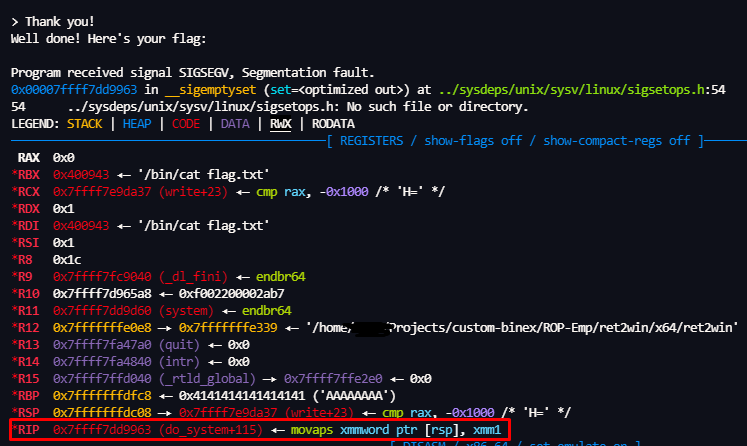 > Thank you!
Well done! Here's your flag:
Program received signal SIGSEGV, Segmentation fault.
0x00007ffff7dd9963 in __sigemptyset (set=<optimized out>) at ../sysdeps/unix/sysv/linux/sigsetops.h:54
54      ../sysdeps/unix/sysv/linux/sigsetops.h: No such file or directory.
LEGEND: STACK | HEAP | CODE | DATA | RWX | RODATA
[ REGISTERS / show-flags off / show-compact-regs off ]
RAX  0x0
*RBX  0x400943 ← '/bin/cat flag.txt'
*RCX  0x7ffff7e9da37 (write+23) ← cmp rax, -0x1000 /* 'H=' */
*RDX  0x1
*RDI  0x400943 ← '/bin/cat flag.txt'
*RSI  0x1
*R8   0x1c
*R9   0x7ffff7fc9040 (_dl_fini) ← endbr64
*R10  0x7ffff7d965a8 ← 0xf002200002ab7
*R11  0x7ffff7dd9d60 (system) ← endbr64
*R12  0x7fffffffe0e8 → 0x7fffffffe339 ← '/home/ /Projects/custom-binex/ROP-Emp/ret2win/x64/ret2win'
*R13  0x7ffff7fa47a0 (quit) ← 0x0
*R14  0x7ffff7fa4840 (intr) ← 0x0
*R15  0x7ffff7ffd040 (_rtld_global) → 0x7ffff7ffe2e0 ← 0x0
*RBP  0x7fffffffdfc8 ← 0x4141414141414141 ('AAAAAAAA')
*RSP  0x7fffffffdc08 → 0x7ffff7e9da37 (write+23) ← cmp rax, -0x1000 /* 'H=' */
*RIP  0x7ffff7dd9963 (do_system+115) ← movaps xmmword ptr [rsp], xmm1
[ DISASM / x86-64 / set emulate on ]